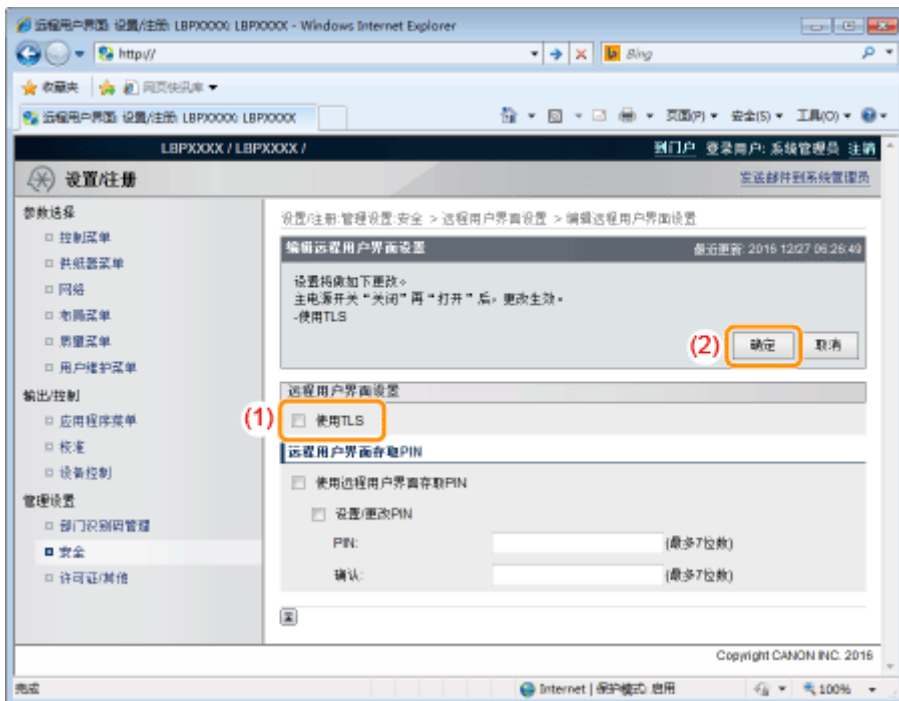 远程用户界面: 设置/注册: LBPXXXX: LBPXXXX - Windows Internet Explorer
http://
Bing
收藏夹 网页快讯库
远程用户界面: 设置/注册: LBPXXXX: LBPXXXX
页面(P) 安全(S) 工具(O)
LBPXXXX / LBPXXXX /
到门户 登录用户: 系统管理员 注销
设置/注册
发送邮件到系统管理员
参数选择
控制菜单
供纸器菜单
网络
布局菜单
质量菜单
用户维护菜单
输出/控制
应用程序菜单
校准
设备控制
管理设置
部门识别码管理
安全
许可证/其他
设置/注册:管理设置:安全 > 远程用户界面设置 > 编辑远程用户界面设置
编辑远程用户界面设置
最近更新: 2016 12/27 06:26:49
设置将做如下更改。
主电源开关“关闭”再“打开”后，更改生效。
-使用TLS
(2)
确定 取消
远程用户界面设置
(1)
使用TLS
远程用户界面存取PIN
使用远程用户界面存取PIN
设置/更改PIN
PIN: (最多7位数)
确认: (最多7位数)
Copyright CANON INC. 2016
完成
Internet | 保护模式: 启用
100%